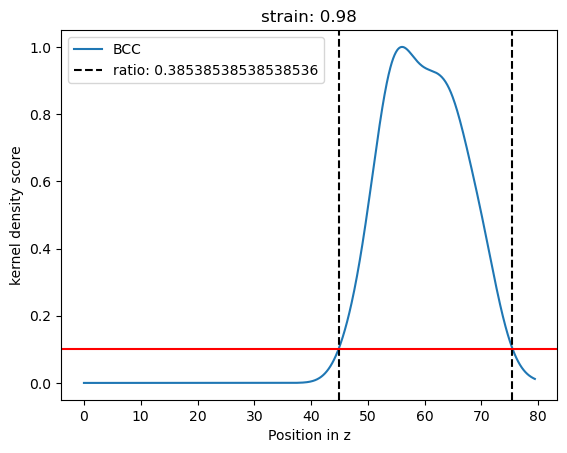 strain: 0.98
BCC
ratio: 0.38538538538538536
1.0
0.8
0.6
0.4
0.2
0.0
kernel density score
0 10 20 30 40 50 60 70 80
Position in z